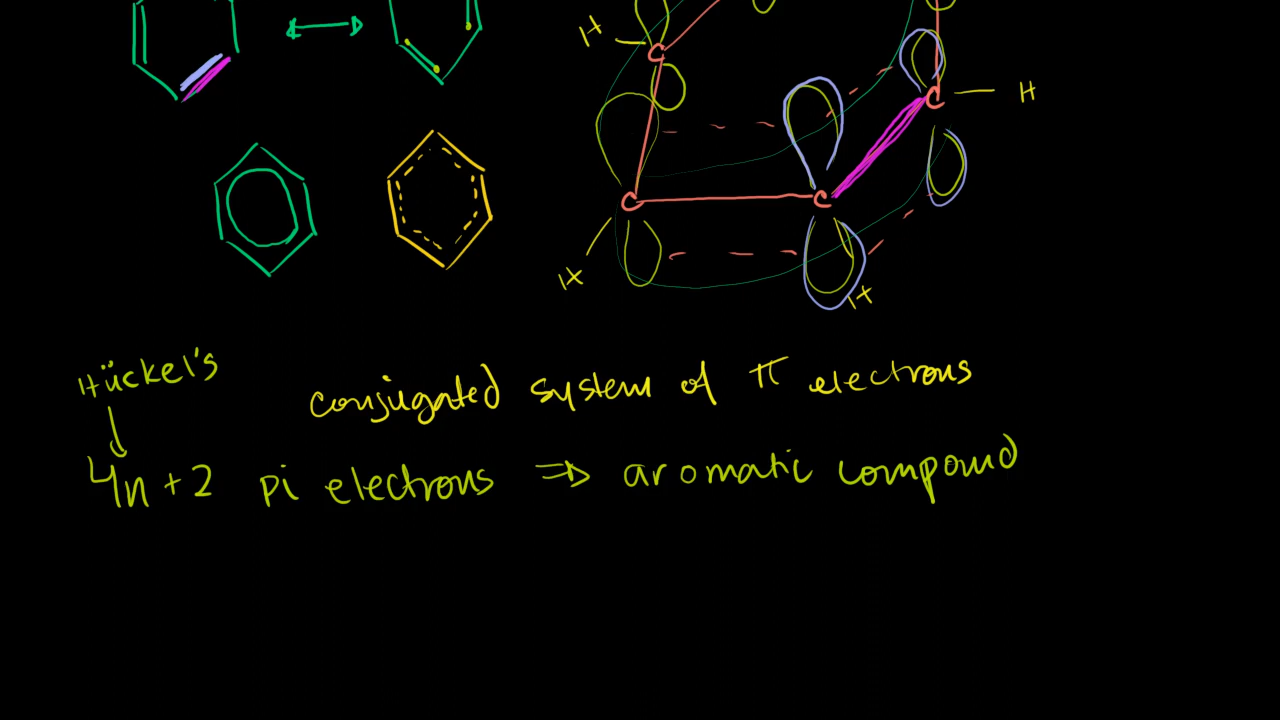 H
C
C
H
C
C
H
H
Hückel's
conjugated system of π electrons
4n + 2 pi electrons ⇒ aromatic compound